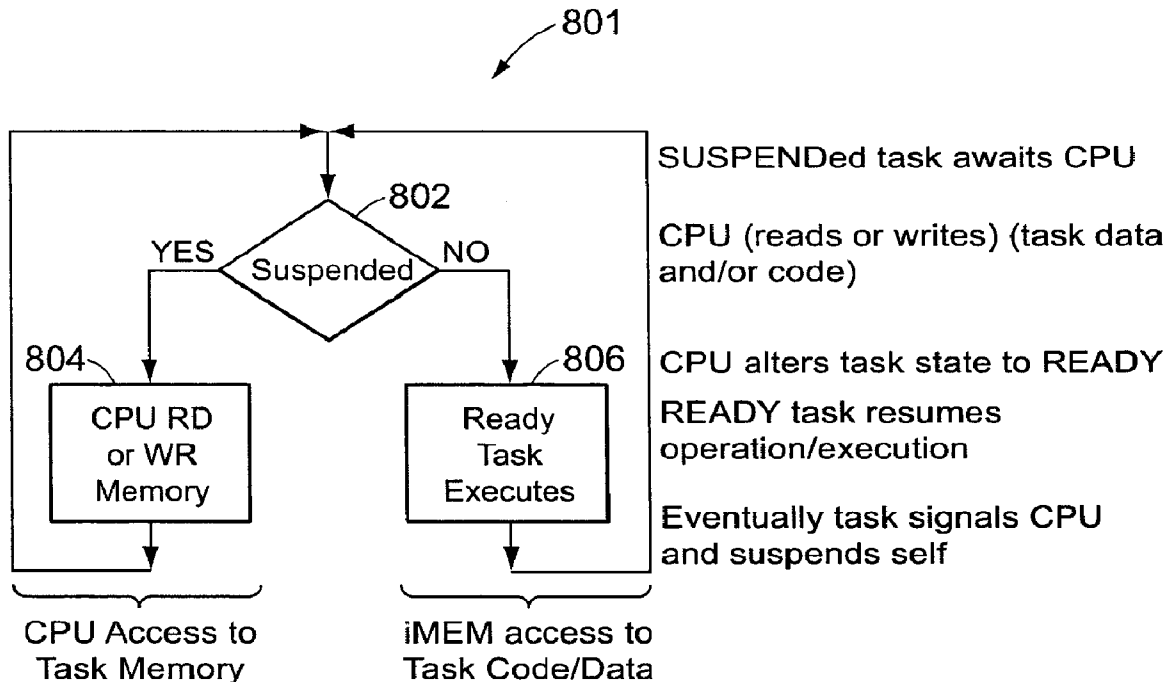 801
SUSPENDed task awaits CPU
802
YES
Suspended
NO
CPU (reads or writes) (task data
and/or code)
804
CPU RD
or WR
Memory
806
Ready
Task
Executes
CPU alters task state to READY
READY task resumes
operation/execution
Eventually task signals CPU
and suspends self
CPU Access to
Task Memory
iMEM access to
Task Code/Data